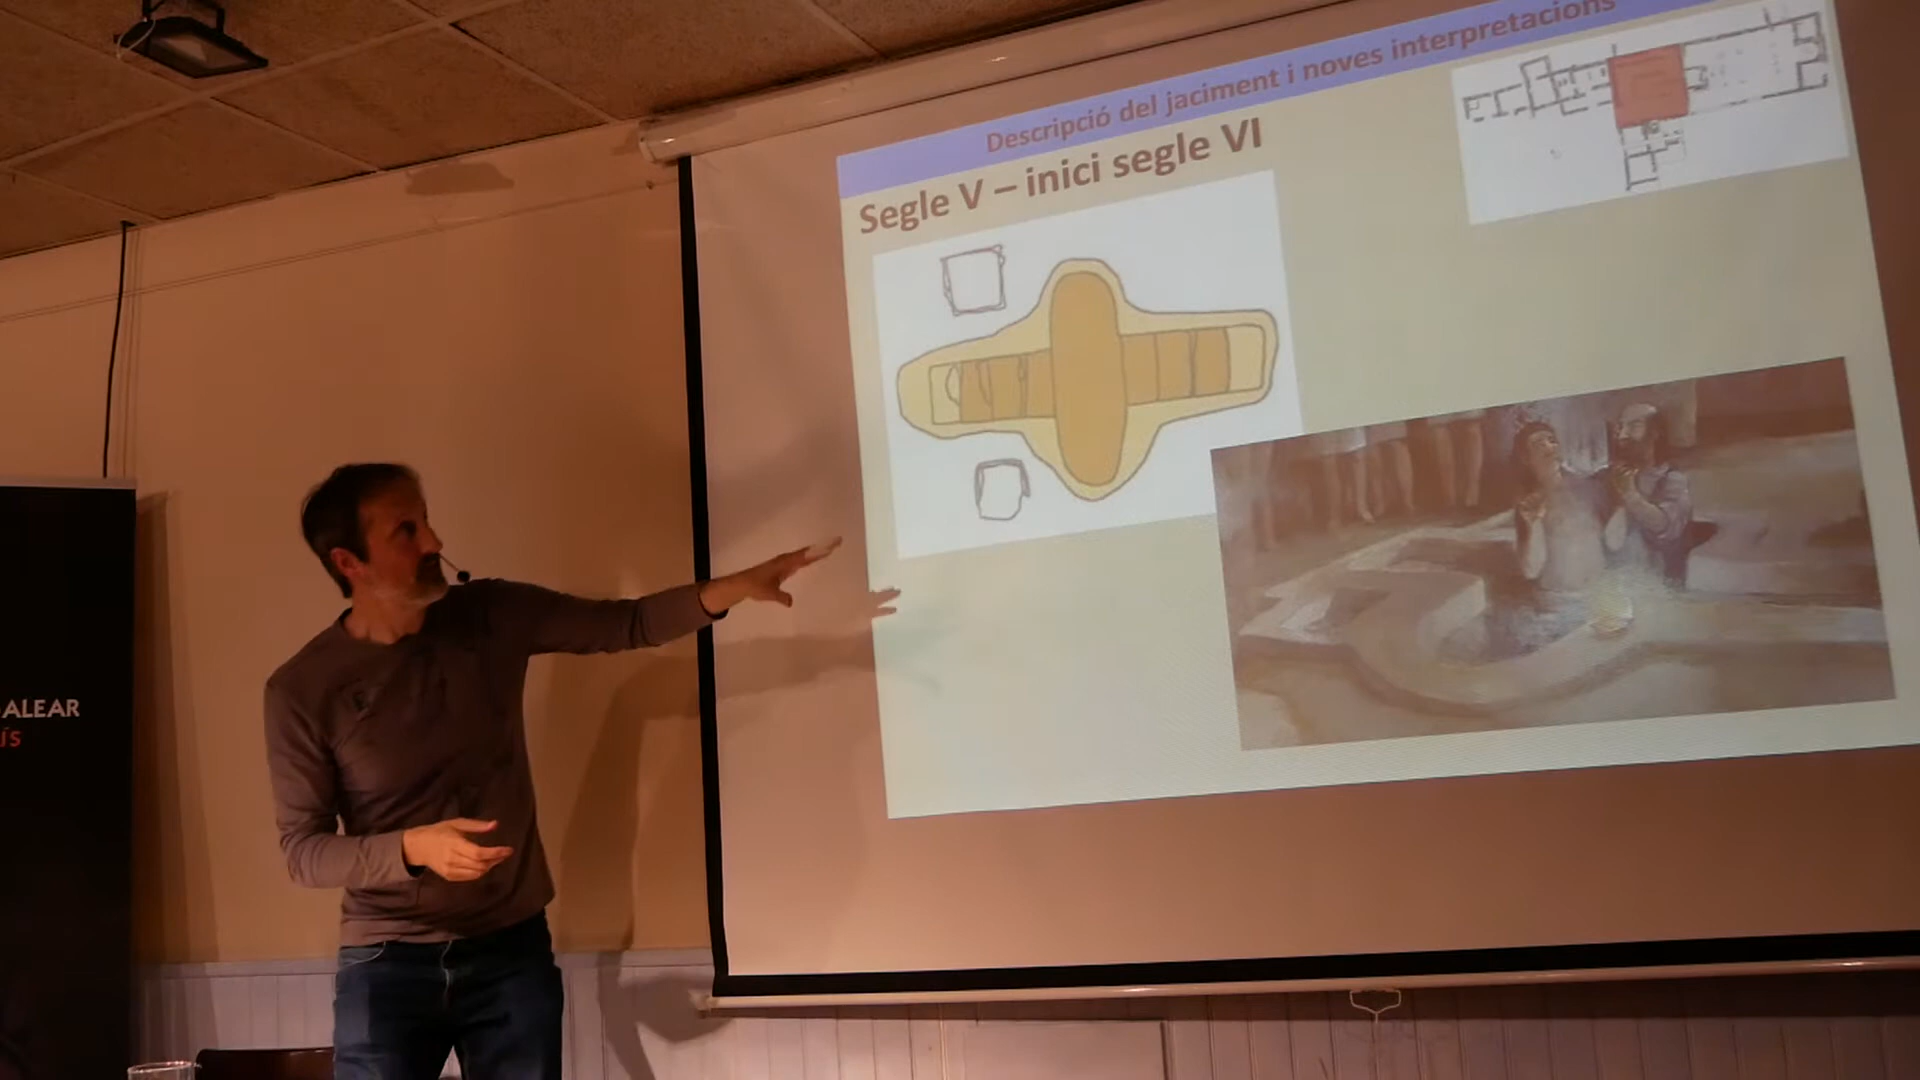 Descripció del jaciment i noves interpretacions
Segle V – inici segle VI
ALEAR
ÍS